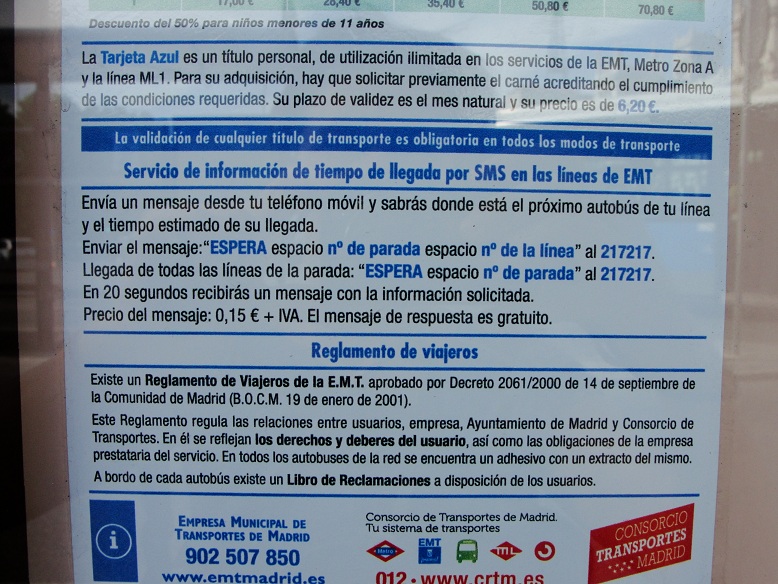 1 17,00 € 28,40 € 35,40 € 50,80 € 70,80 €
Descuento del 50% para niños menores de 11 años
La Tarjeta Azul es un título personal, de utilización ilimitada en los servicios de la EMT, Metro Zona A
y la línea ML1. Para su adquisición, hay que solicitar previamente el carné acreditando el cumplimiento
de las condiciones requeridas. Su plazo de validez es el mes natural y su precio es de 6,20 €.
La validación de cualquier título de transporte es obligatoria en todos los modos de transporte
Servicio de información de tiempo de llegada por SMS en las líneas de EMT
Envía un mensaje desde tu teléfono móvil y sabrás donde está el próximo autobús de tu línea
y el tiempo estimado de su llegada.
Enviar el mensaje:“ESPERA espacio nº de parada espacio nº de la línea” al 217217.
Llegada de todas las líneas de la parada: “ESPERA espacio nº de parada” al 217217.
En 20 segundos recibirás un mensaje con la información solicitada.
Precio del mensaje: 0,15 € + IVA. El mensaje de respuesta es gratuito.
Reglamento de viajeros
Existe un Reglamento de Viajeros de la E.M.T. aprobado por Decreto 2061/2000 de 14 de septiembre de
la Comunidad de Madrid (B.O.C.M. 19 de enero de 2001).
Este Reglamento regula las relaciones entre usuarios, empresa, Ayuntamiento de Madrid y Consorcio de
Transportes. En él se reflejan los derechos y deberes del usuario, así como las obligaciones de la empresa
prestataria del servicio. En todos los autobuses de la red se encuentra un adhesivo con un extracto del mismo.
A bordo de cada autobús existe un Libro de Reclamaciones a disposición de los usuarios.
i
EMPRESA MUNICIPAL DE
TRANSPORTES DE MADRID
902 507 850
www.emtmadrid.es
Consorcio de Transportes de Madrid.
Tu sistema de transportes
Metro EMT ML
012 • www.crtm.es
CONSORCIO
TRANSPORTES
MADRID